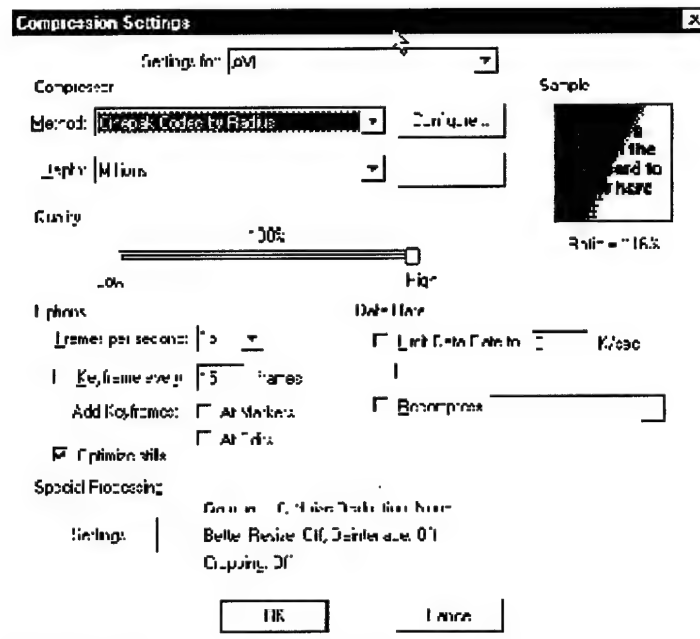 Compression Settings
Settings for:
Compressor
Sample
Method: Cinepak Codec by Radius
Configure...
Depth: Millions
the
here
Quality
100%
Low
High
Options
Data Rate
Frames per second: 15
Limit Data Rate to K/sec
Keyframe every 15 frames
Add Keyframes: At Markers
Recompress
At Edits
Optimize stills
Special Processing
Noise Reduction: None
Settings
Better Resize: Off, Deinterlace: Off
Cropping: Off
OK
Cancel